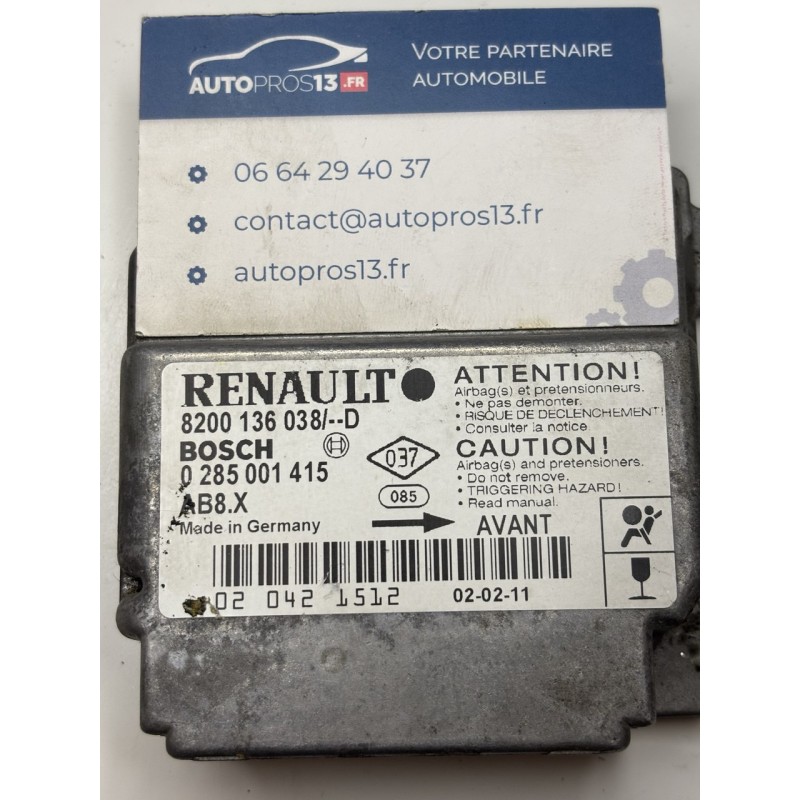 AUTOPROS13.FR
VOTRE PARTENAIRE
AUTOMOBILE
06 64 29 40 37
contact@autopros13.fr
autopros13.fr
RENAULT
8200 136 038/--D
BOSCH
0 285 001 415
AB8.X
Made in Germany
037
085
ATTENTION!
Airbag(s) et pretensionneurs.
• Ne pas demonter.
• RISQUE DE DECLENCHEMENT!
• Consulter la notice.
CAUTION!
Airbag(s) and pretensioners.
• Do not remove.
• TRIGGERING HAZARD!
• Read manual.
AVANT
02 042 1512
02-02-11